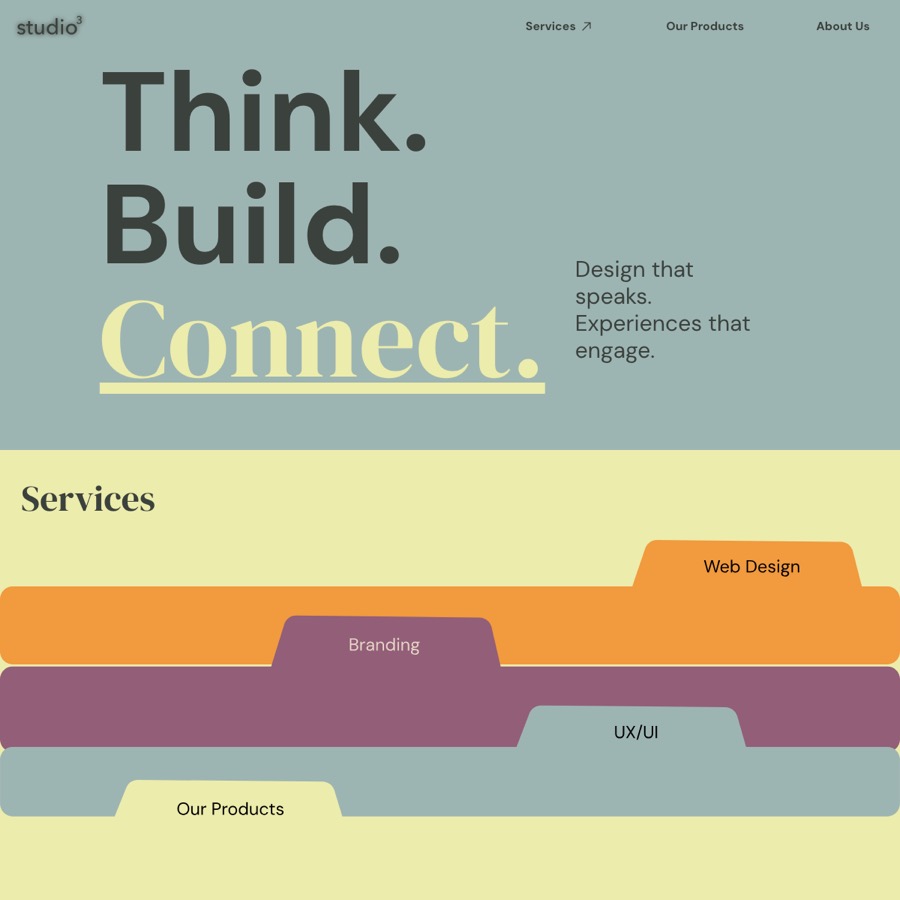 studio³
Services ↗
Our Products
About Us
Think.
Build.
Connect.
Design that
speaks.
Experiences that
engage.
Services
Web Design
Branding
UX/UI
Our Products